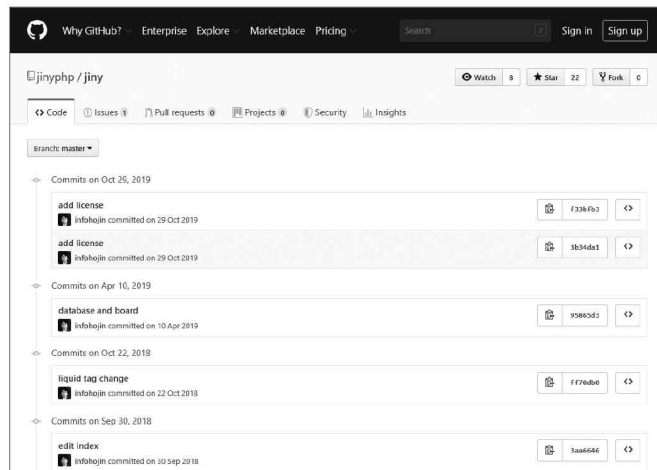 Why GitHub? Enterprise Explore Marketplace Pricing Search / Sign in Sign up
jinyphp / jiny Watch 8 Star 22 Fork 0
Code Issues 1 Pull requests 0 Projects 0 Security Insights
Branch: master
Commits on Oct 29, 2019
add license
infohojin committed on 29 Oct 2019 f33bfb3
add license
infohojin committed on 29 Oct 2019 3b34da1
Commits on Apr 10, 2019
database and board
infohojin committed on 10 Apr 2019 95865d3
Commits on Oct 22, 2018
liquid tag change
infohojin committed on 22 Oct 2018 ff70db0
Commits on Sep 30, 2018
edit index
infohojin committed on 30 Sep 2018 3aa6646